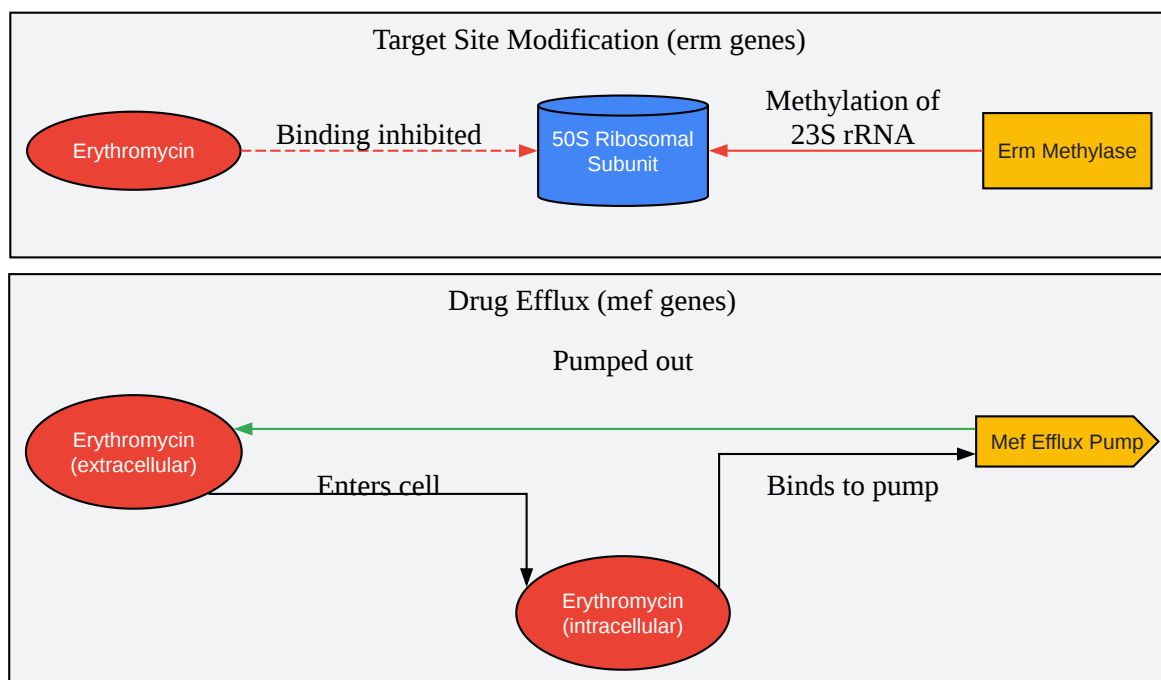 Target Site Modification (erm genes)
Erythromycin
Binding inhibited
50S Ribosomal
Subunit
Methylation of
23S rRNA
Erm Methylase
Drug Efflux (mef genes)
Pumped out
Erythromycin
(extracellular)
Mef Efflux Pump
Enters cell
Binds to pump
Erythromycin
(intracellular)